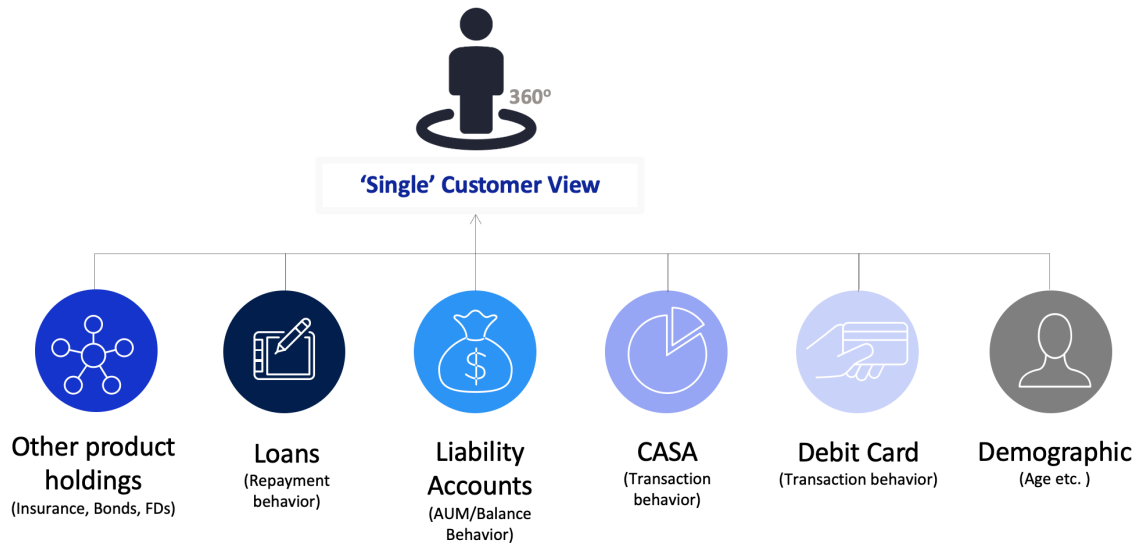 360º
‘Single’ Customer View
Other product
holdings
(Insurance, Bonds, FDs)
Loans
(Repayment
behavior)
Liability
Accounts
(AUM/Balance
Behavior)
CASA
(Transaction
behavior)
Debit Card
(Transaction behavior)
Demographic
(Age etc. )
$